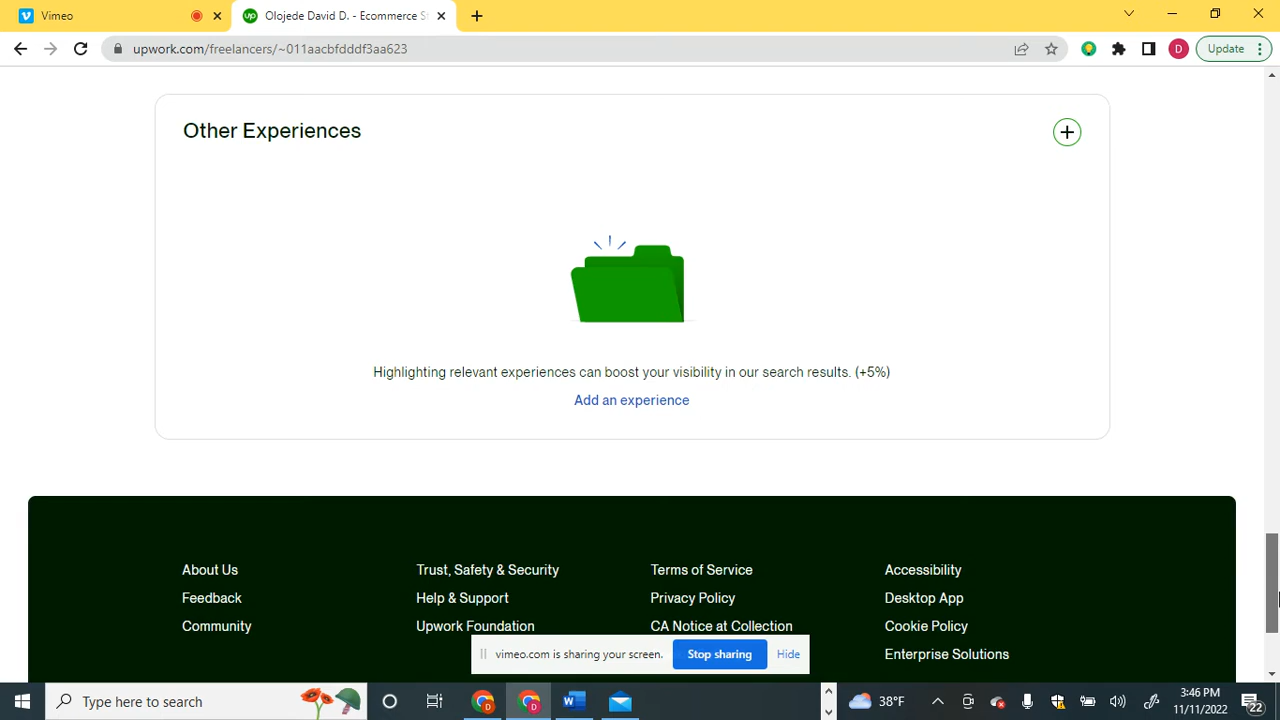 Vimeo
up
Olojede David D. - Ecommerce St
upwork.com/freelancers/~011aacbfdddf3aa623
D
Update
Other Experiences
Highlighting relevant experiences can boost your visibility in our search results. (+5%)
Add an experience
About Us
Trust, Safety & Security
Terms of Service
Accessibility
Feedback
Help & Support
Privacy Policy
Desktop App
Community
Upwork Foundation
CA Notice at Collection
Cookie Policy
Enterprise Solutions
vimeo.com is sharing your screen.
Stop sharing
Hide
Type here to search
38°F
3:46 PM
11/11/2022
22